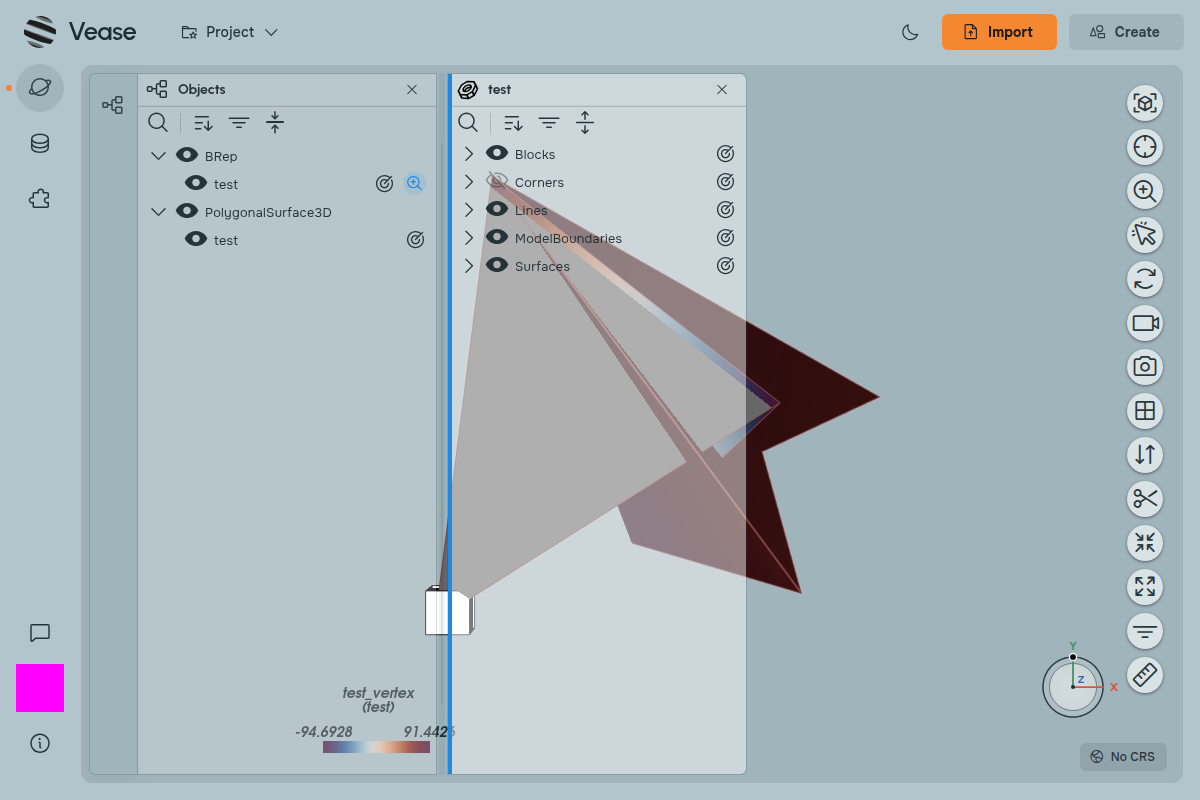 Vease
Project
Import
Create
Objects
test
BRep
test
PolygonalSurface3D
test
Blocks
Corners
Lines
ModelBoundaries
Surfaces
test_vertex
(test)
-94.6928 91.4426
Y
Z
X
No CRS